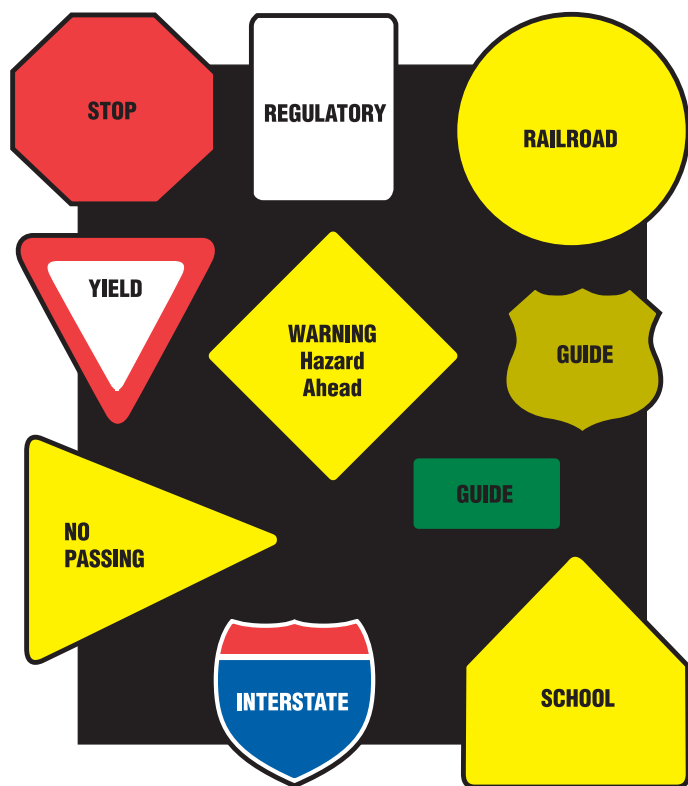 STOP
REGULATORY
RAILROAD
YIELD
WARNING
Hazard
Ahead
GUIDE
GUIDE
NO
PASSING
INTERSTATE
SCHOOL